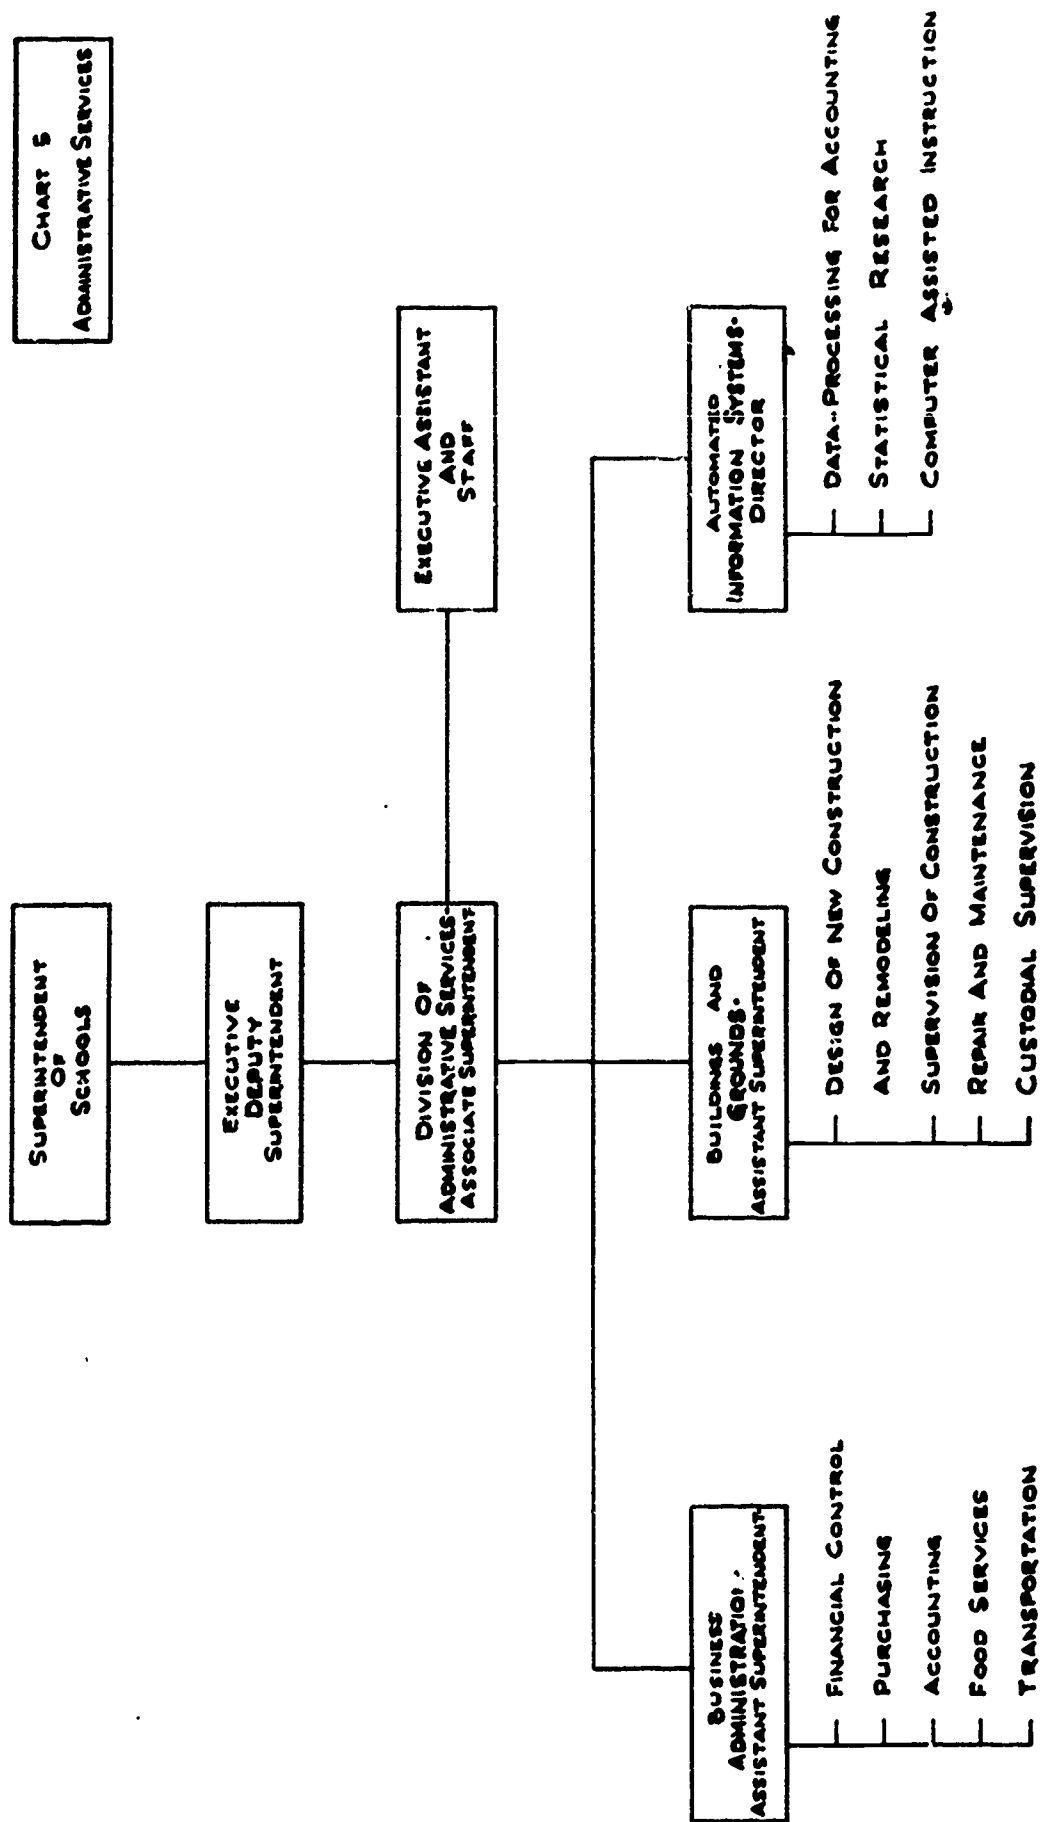 CHART 5
ADMINISTRATIVE SERVICES
SUPERINTENDENT
OF
SCHOOLS
EXECUTIVE
DEPUTY
SUPERINTENDENT
DIVISION OF
ADMINISTRATIVE SERVICES-
ASSOCIATE SUPERINTENDENT
EXECUTIVE ASSISTANT
AND
STAFF
BUSINESS
ADMINISTRATION-
ASSISTANT SUPERINTENDENT
FINANCIAL CONTROL
PURCHASING
ACCOUNTING
FOOD SERVICES
TRANSPORTATION
BUILDINGS AND
GROUNDS-
ASSISTANT SUPERINTENDENT
DESIGN OF NEW CONSTRUCTION
AND REMODELING
SUPERVISION OF CONSTRUCTION
REPAIR AND MAINTENANCE
CUSTODIAL SUPERVISION
AUTOMATED
INFORMATION SYSTEMS-
DIRECTOR
DATA-PROCESSING FOR ACCOUNTING
STATISTICAL RESEARCH
COMPUTER ASSISTED INSTRUCTION